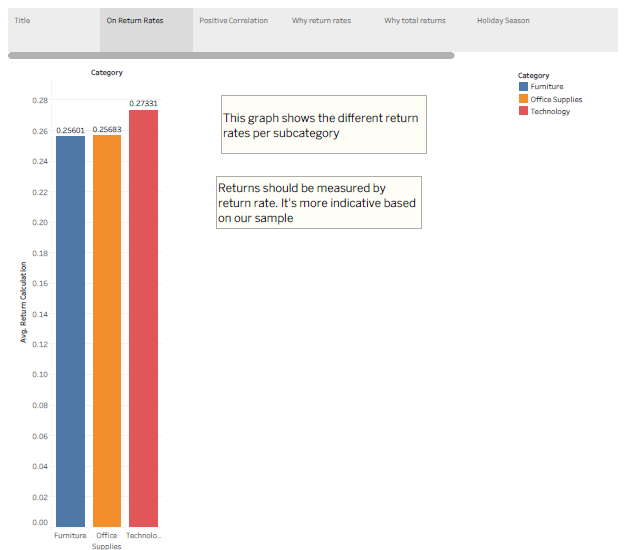 Title
On Return Rates
Positive Correlation
Why return rates
Why total returns
Holiday Season
Category
0.28
0.26
0.24
0.22
0.20
0.18
0.16
0.14
0.12
0.10
0.08
0.06
0.04
0.02
0.00
Avg. Return Calculation
0.25601
0.25683
0.27331
Furniture
Office
Supplies
Technolo..
This graph shows the different return
rates per subcategory
Returns should be measured by
return rate. It's more indicative based
on our sample
Category
Furniture
Office Supplies
Technology